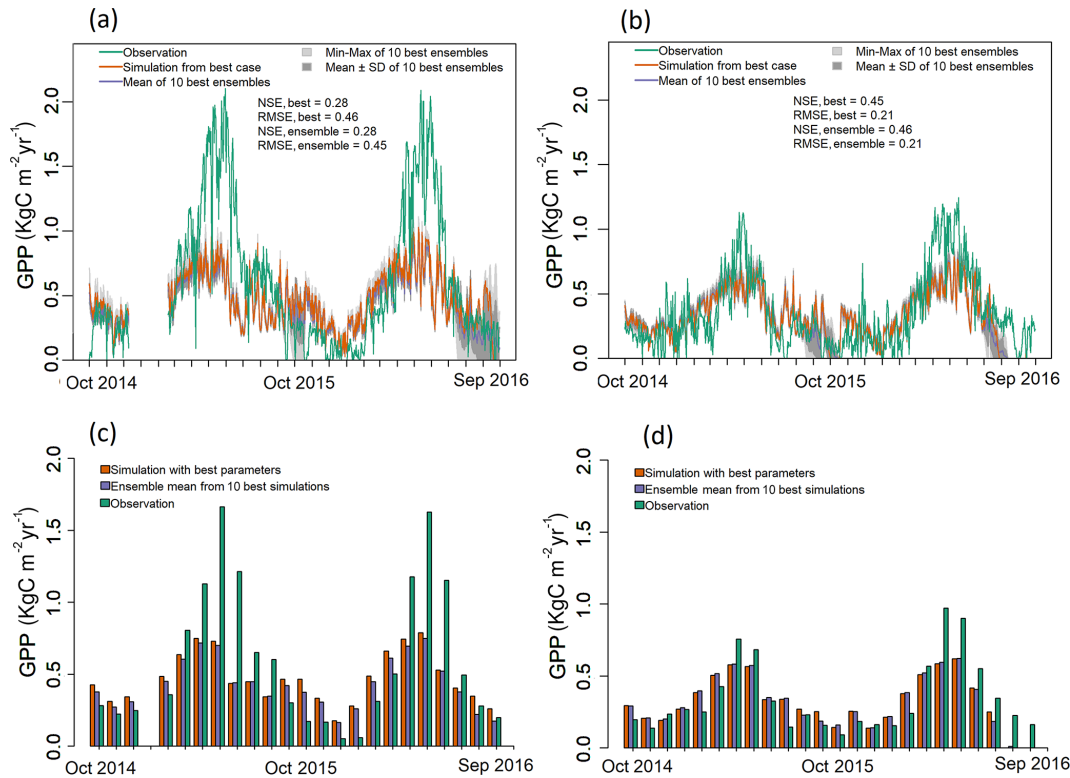 (a)
Observation
Simulation from best case
Mean of 10 best ensembles
Min-Max of 10 best ensembles
Mean ± SD of 10 best ensembles
NSE, best = 0.28
RMSE, best = 0.46
NSE, ensemble = 0.28
RMSE, ensemble = 0.45
GPP (KgC m⁻² yr⁻¹)
2.0
1.5
1.0
0.5
0.0
Oct 2014
Oct 2015
Sep 2016
(b)
Observation
Simulation from best case
Mean of 10 best ensembles
Min-Max of 10 best ensembles
Mean ± SD of 10 best ensembles
NSE, best = 0.45
RMSE, best = 0.21
NSE, ensemble = 0.46
RMSE, ensemble = 0.21
GPP (KgC m⁻² yr⁻¹)
2.0
1.5
1.0
0.5
0.0
Oct 2014
Oct 2015
Sep 2016
(c)
Simulation with best parameters
Ensemble mean from 10 best simulations
Observation
GPP (KgC m⁻² yr⁻¹)
2.0
1.5
1.0
0.5
0.0
Oct 2014
Oct 2015
Sep 2016
(d)
Simulation with best parameters
Ensemble mean from 10 best simulations
Observation
GPP (KgC m⁻² yr⁻¹)
2.0
1.5
1.0
0.5
0.0
Oct 2014
Oct 2015
Sep 2016